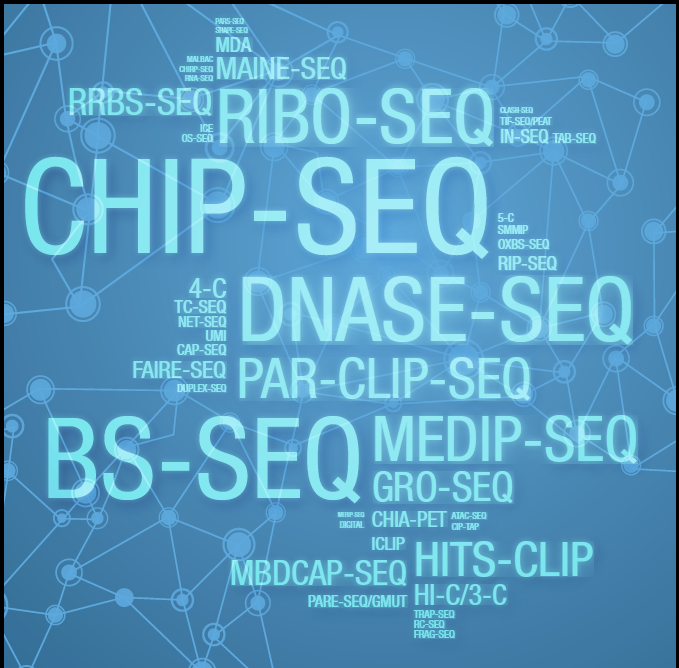 PARS-SEQ
SHAPE-SEQ
MDA
MALBAC
CHIRP-SEQ
RNA-SEQ
MAINE-SEQ
RRBS-SEQ
RIBO-SEQ
ICE
OS-SEQ
CLASH-SEQ
TIF-SEQ/PEAT
IN-SEQ TAB-SEQ
CHIP-SEQ
5-C
SMMIP
OXBS-SEQ
RIP-SEQ
4-C
TC-SEQ
NET-SEQ
UMI
CAP-SEQ
DNASE-SEQ
FAIRE-SEQ
DUPLEX-SEQ
PAR-CLIP-SEQ
BS-SEQ
MEDIP-SEQ
GRO-SEQ
DIGITAL
CHIA-PET
ATAC-SEQ
CIP-TAP
ICLIP
HITS-CLIP
MBDCAP-SEQ
HI-C/3-C
PARE-SEQ/GMUT
TRAP-SEQ
RC-SEQ
FRAG-SEQ